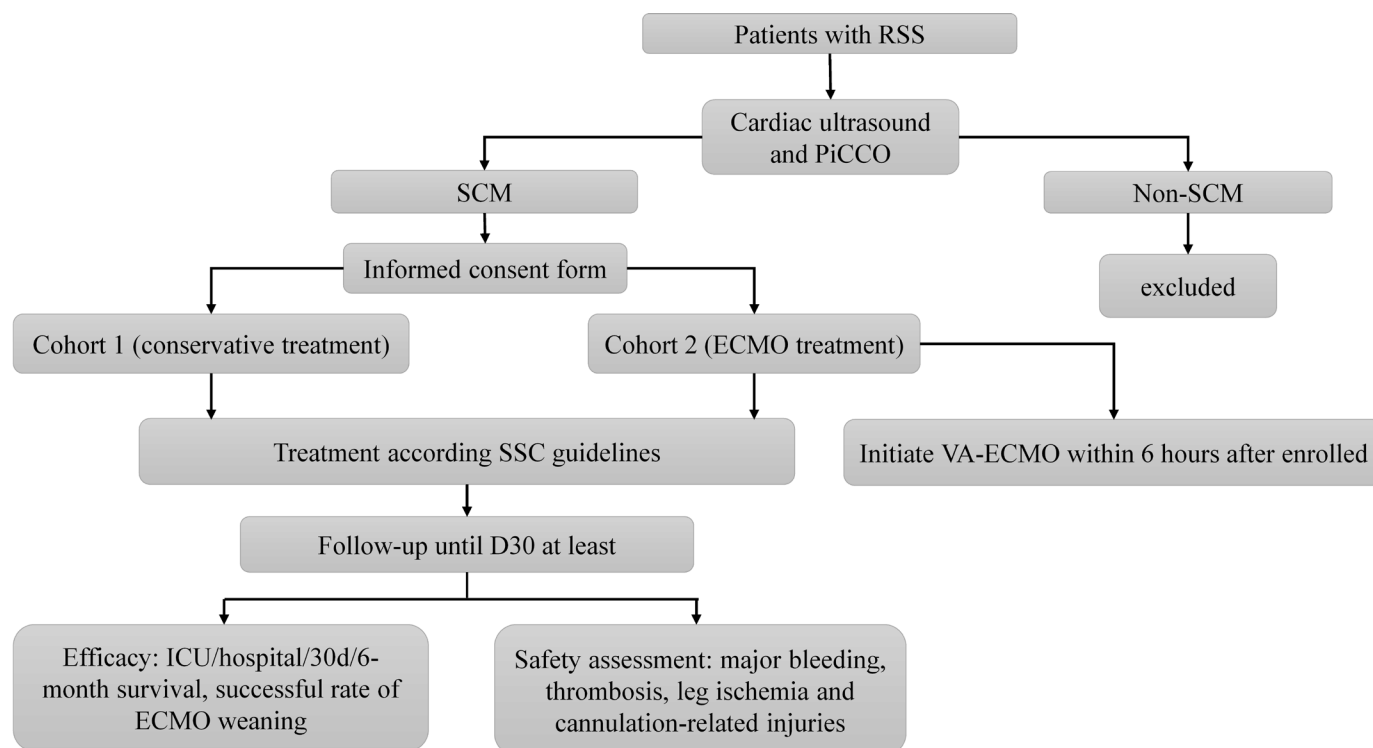 Patients with RSS
Cardiac ultrasound
and PiCCO
SCM
Non-SCM
Informed consent form
excluded
Cohort 1 (conservative treatment)
Cohort 2 (ECMO treatment)
Treatment according SSC guidelines
Initiate VA-ECMO within 6 hours after enrolled
Follow-up until D30 at least
Efficacy: ICU/hospital/30d/6-
month survival, successful rate of
ECMO weaning
Safety assessment: major bleeding,
thrombosis, leg ischemia and
cannulation-related injuries